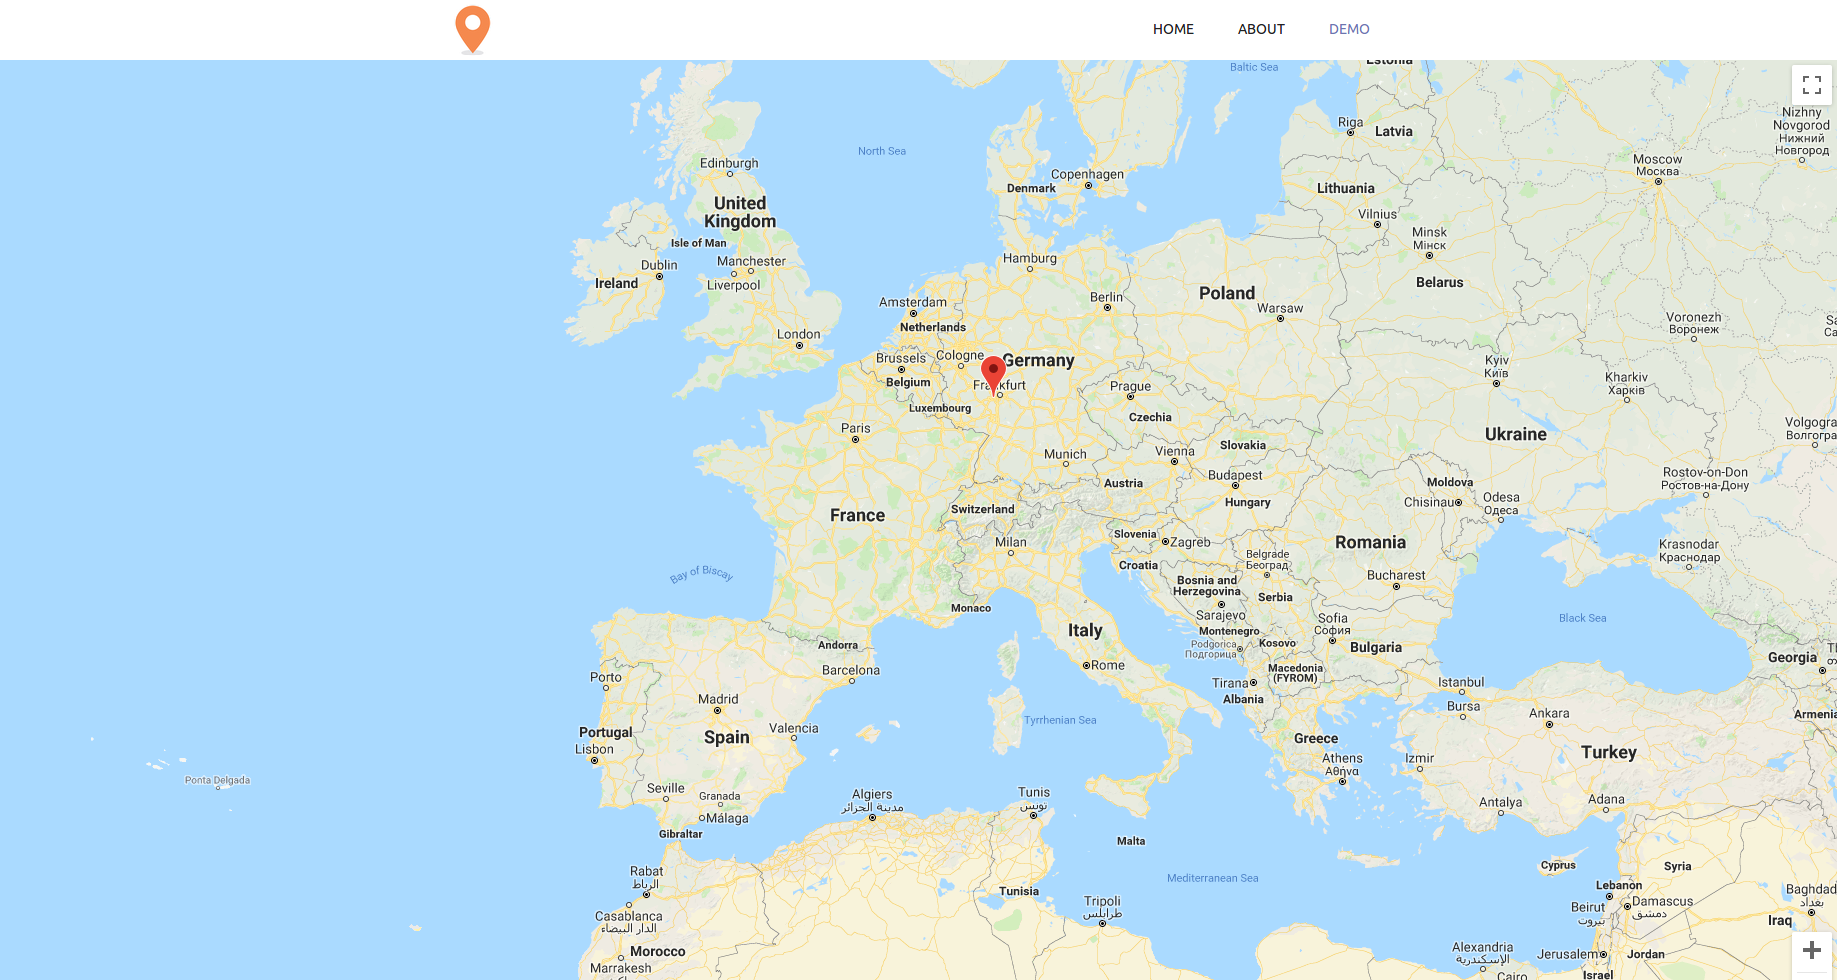 HOME ABOUT DEMO
Baltic Sea
Estonia
Nizhny
Novgorod
Нижний
Новгород
Riga
Latvia
North Sea
Edinburgh
Moscow
Москва
Copenhagen
Denmark
Lithuania
United
Kingdom
Vilnius
Isle of Man
Minsk
Мінск
Manchester
Dublin
Hamburg
Ireland
Liverpool
Belarus
Poland
Berlin
Amsterdam
Warsaw
Netherlands
Voronezh
Воронеж
London
Brussels
Cologne
Germany
Kyiv
Київ
Belgium
Frankfurt
Prague
Kharkiv
Харків
Luxembourg
Czechia
Paris
Ukraine
Slovakia
Munich
Vienna
Budapest
Rostov-on-Don
Ростов-на-Дону
Austria
Moldova
Hungary
Chisinau
Odesa
Одеса
Switzerland
France
Slovenia
Zagreb
Milan
Romania
Krasnodar
Краснодар
Belgrade
Београд
Croatia
Bay of Biscay
Bucharest
Bosnia and
Herzegovina
Serbia
Monaco
Sarajevo
Sofia
София
Black Sea
Italy
Montenegro
Kosovo
Podgorica
Подгорица
Bulgaria
Andorra
Georgia
Rome
Barcelona
Macedonia
(FYROM)
Porto
Tirana
Istanbul
Madrid
Albania
Bursa
Ankara
Armenia
Tyrrhenian Sea
Valencia
Portugal
Spain
Greece
Lisbon
Turkey
Athens
Αθήνα
Izmir
Ponta Delgada
Seville
Granada
Algiers
مدينة الجزائر
Tunis
تونس
Antalya
Adana
Málaga
Gibraltar
Malta
Cyprus
Syria
Rabat
الرباط
Mediterranean Sea
Tunisia
Lebanon
Baghdad
بغداد
Tripoli
طرابلس
Beirut
بيروت
Damascus
دمشق
Casablanca
الدار البيضاء
Iraq
Morocco
Alexandria
الإسكندرية
Jerusalem
Jordan
Marrakesh
Israel
Cairo